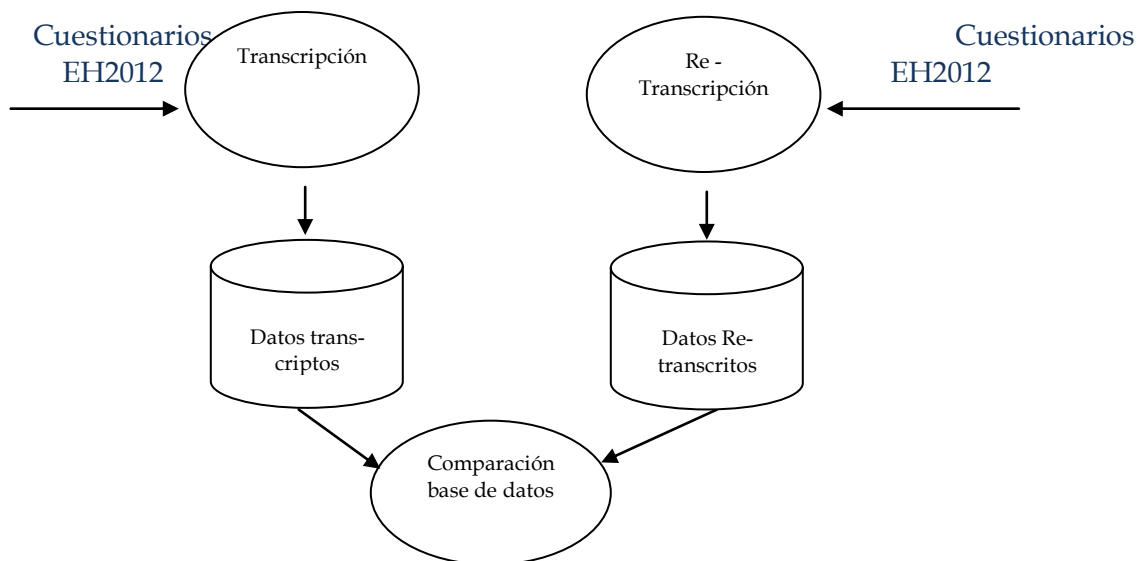 Cuestionarios
EH2012
Transcripción
Re -
Transcripción
Cuestionarios
EH2012
Datos trans-
criptos
Datos Re-
transcritos
Comparación
base de datos